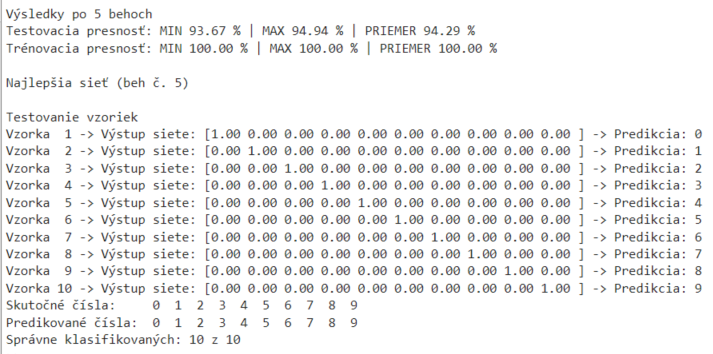 Výsledky po 5 behoch
Testovacia presnosť: MIN 93.67 % | MAX 94.94 % | PRIEMER 94.29 %
Trénovacia presnosť: MIN 100.00 % | MAX 100.00 % | PRIEMER 100.00 %

Najlepšia sieť (beh č. 5)

Testovanie vzoriek
Vzorka  1 -> Výstup siete: [1.00 0.00 0.00 0.00 0.00 0.00 0.00 0.00 0.00 0.00 ] -> Predikcia: 0
Vzorka  2 -> Výstup siete: [0.00 1.00 0.00 0.00 0.00 0.00 0.00 0.00 0.00 0.00 ] -> Predikcia: 1
Vzorka  3 -> Výstup siete: [0.00 0.00 1.00 0.00 0.00 0.00 0.00 0.00 0.00 0.00 ] -> Predikcia: 2
Vzorka  4 -> Výstup siete: [0.00 0.00 0.00 1.00 0.00 0.00 0.00 0.00 0.00 0.00 ] -> Predikcia: 3
Vzorka  5 -> Výstup siete: [0.00 0.00 0.00 0.00 1.00 0.00 0.00 0.00 0.00 0.00 ] -> Predikcia: 4
Vzorka  6 -> Výstup siete: [0.00 0.00 0.00 0.00 0.00 1.00 0.00 0.00 0.00 0.00 ] -> Predikcia: 5
Vzorka  7 -> Výstup siete: [0.00 0.00 0.00 0.00 0.00 0.00 1.00 0.00 0.00 0.00 ] -> Predikcia: 6
Vzorka  8 -> Výstup siete: [0.00 0.00 0.00 0.00 0.00 0.00 0.00 1.00 0.00 0.00 ] -> Predikcia: 7
Vzorka  9 -> Výstup siete: [0.00 0.00 0.00 0.00 0.00 0.00 0.00 0.00 1.00 0.00 ] -> Predikcia: 8
Vzorka 10 -> Výstup siete: [0.00 0.00 0.00 0.00 0.00 0.00 0.00 0.00 0.00 1.00 ] -> Predikcia: 9
Skutočné čísla:     0  1  2  3  4  5  6  7  8  9
Predikované čísla:  0  1  2  3  4  5  6  7  8  9
Správne klasifikovaných: 10 z 10